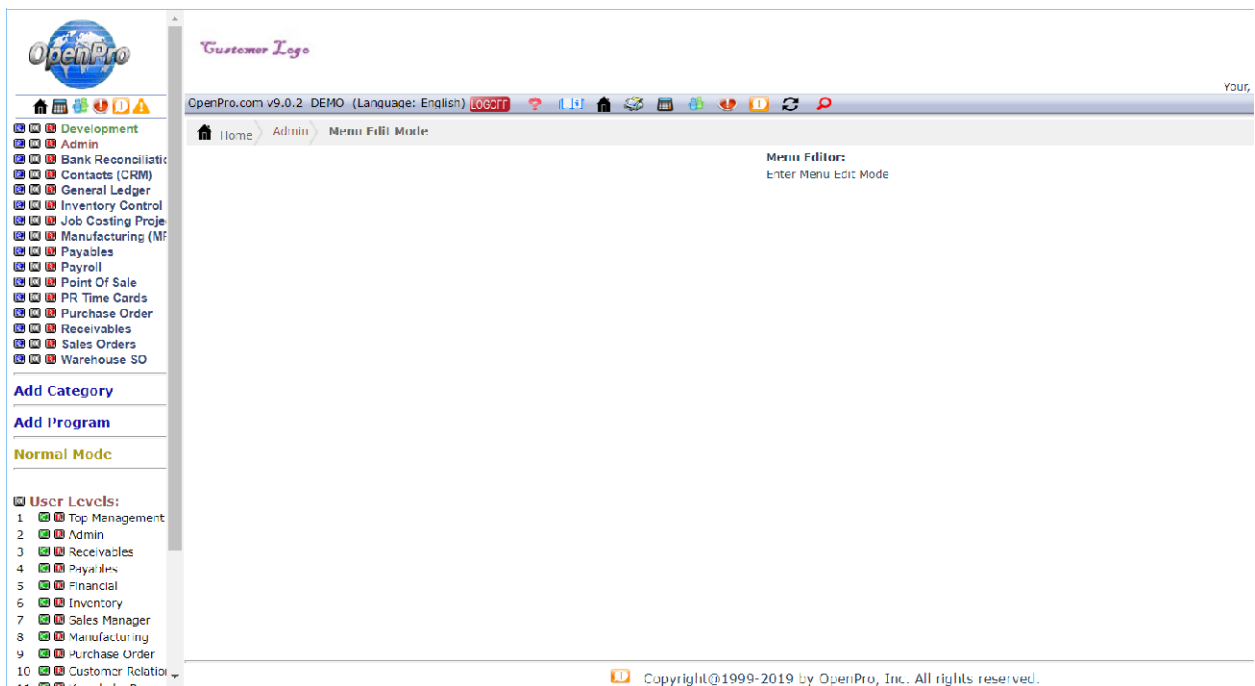 OpenPro
Customer Logo
Your,
OpenPro.com v9.0.2 DEMO (Language: English) LOGOFF
Home Admin Menu Edit Mode
Menu Editor:
Enter Menu Edit Mode
Development
Admin
Bank Reconciliatic
Contacts (CRM)
General Ledger
Inventory Control
Job Costing Proje
Manufacturing (MF
Payables
Payroll
Point Of Sale
PR Time Cards
Purchase Order
Receivables
Sales Orders
Warehouse SO
Add Category
Add Program
Normal Mode
User Levels:
1 Top Management
2 Admin
3 Receivables
4 Payables
5 Financial
6 Inventory
7 Sales Manager
8 Manufacturing
9 Purchase Order
10 Customer Relatio
Copyright@1999-2019 by OpenPro, Inc. All rights reserved.